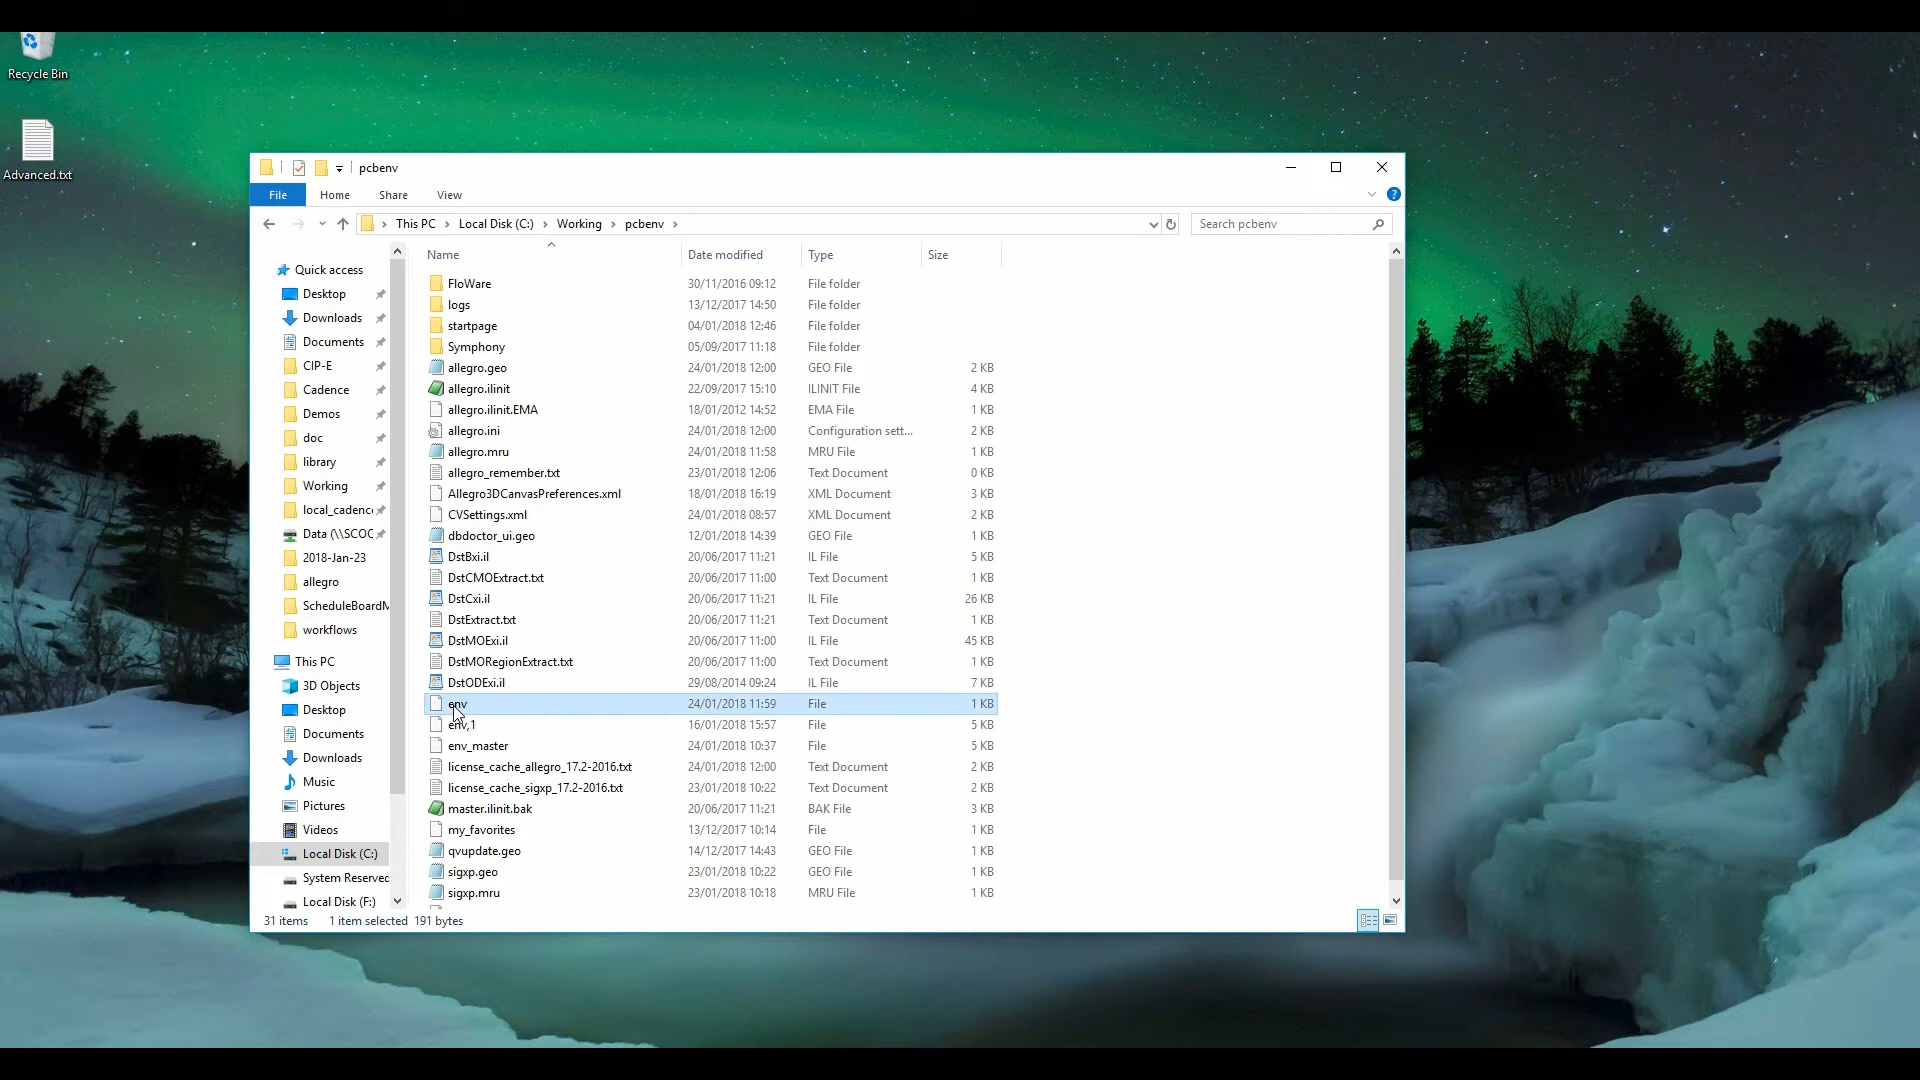 Recycle Bin
Advanced.txt
pcbenv
File Home Share View
This PC Local Disk (C:) Working pcbenv
Search pcbenv
Name Date modified Type Size
Quick access
Desktop
Downloads
Documents
CIP-E
Cadence
Demos
doc
library
Working
local_cadenc
Data (\\SCOC
2018-Jan-23
allegro
ScheduleBoardM
workflows
This PC
3D Objects
Desktop
Documents
Downloads
Music
Pictures
Videos
Local Disk (C:)
System Reserved
Local Disk (F:)
FloWare 30/11/2016 09:12 File folder
logs 13/12/2017 14:50 File folder
startpage 04/01/2018 12:46 File folder
Symphony 05/09/2017 11:18 File folder
allegro.geo 24/01/2018 12:00 GEO File 2 KB
allegro.ilinit 22/09/2017 15:10 ILINIT File 4 KB
allegro.ilinit.EMA 18/01/2012 14:52 EMA File 1 KB
allegro.ini 24/01/2018 12:00 Configuration sett... 2 KB
allegro.mru 24/01/2018 11:58 MRU File 1 KB
allegro_remember.txt 23/01/2018 12:06 Text Document 0 KB
Allegro3DCanvasPreferences.xml 18/01/2018 16:19 XML Document 3 KB
CVSettings.xml 24/01/2018 08:57 XML Document 2 KB
dbdoctor_ui.geo 12/01/2018 14:39 GEO File 1 KB
DstBxi.il 20/06/2017 11:21 IL File 5 KB
DstCMOExtract.txt 20/06/2017 11:00 Text Document 1 KB
DstCxi.il 20/06/2017 11:21 IL File 26 KB
DstExtract.txt 20/06/2017 11:21 Text Document 1 KB
DstMOExi.il 20/06/2017 11:00 IL File 45 KB
DstMORegionExtract.txt 20/06/2017 11:00 Text Document 1 KB
DstODExi.il 29/08/2014 09:24 IL File 7 KB
env 24/01/2018 11:59 File 1 KB
env,1 16/01/2018 15:57 File 5 KB
env_master 24/01/2018 10:37 File 5 KB
license_cache_allegro_17.2-2016.txt 24/01/2018 12:00 Text Document 2 KB
license_cache_sigxp_17.2-2016.txt 23/01/2018 10:22 Text Document 2 KB
master.ilinit.bak 20/06/2017 11:21 BAK File 3 KB
my_favorites 13/12/2017 10:14 File 1 KB
qvupdate.geo 14/12/2017 14:43 GEO File 1 KB
sigxp.geo 23/01/2018 10:22 GEO File 1 KB
sigxp.mru 23/01/2018 10:18 MRU File 1 KB
31 items 1 item selected 191 bytes